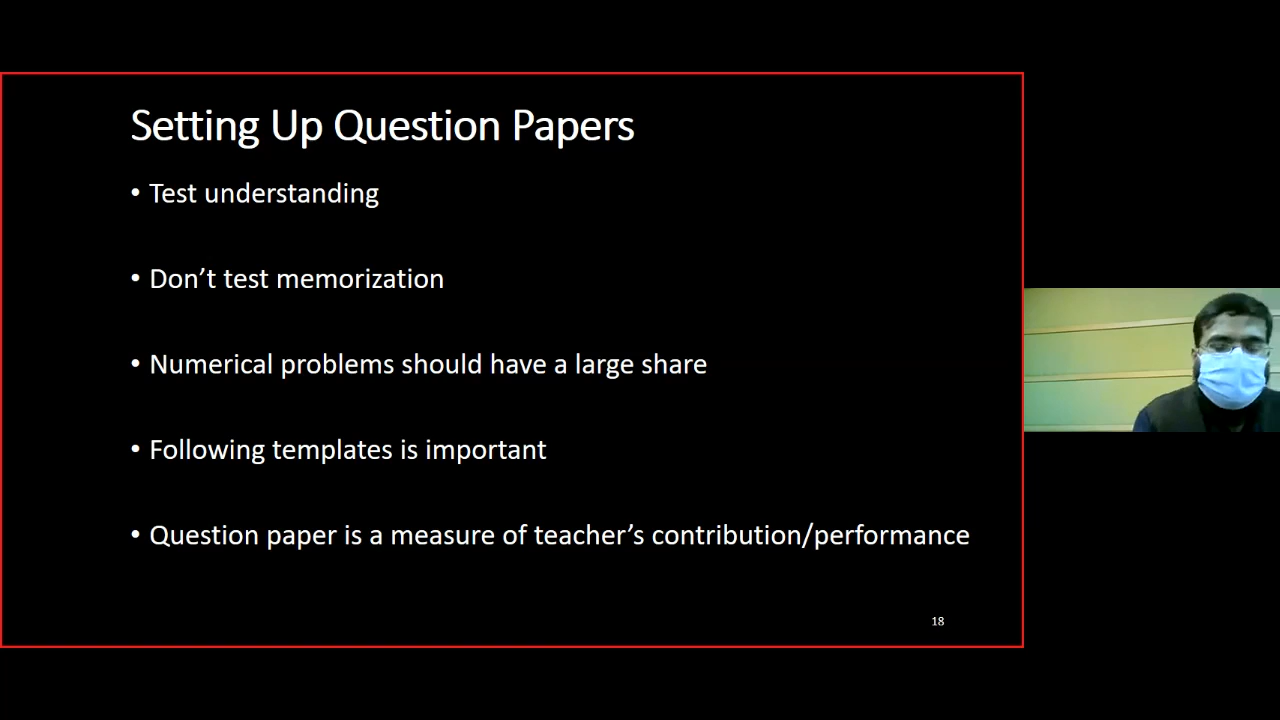 Setting Up Question Papers
• Test understanding
• Don’t test memorization
• Numerical problems should have a large share
• Following templates is important
• Question paper is a measure of teacher’s contribution/performance
18